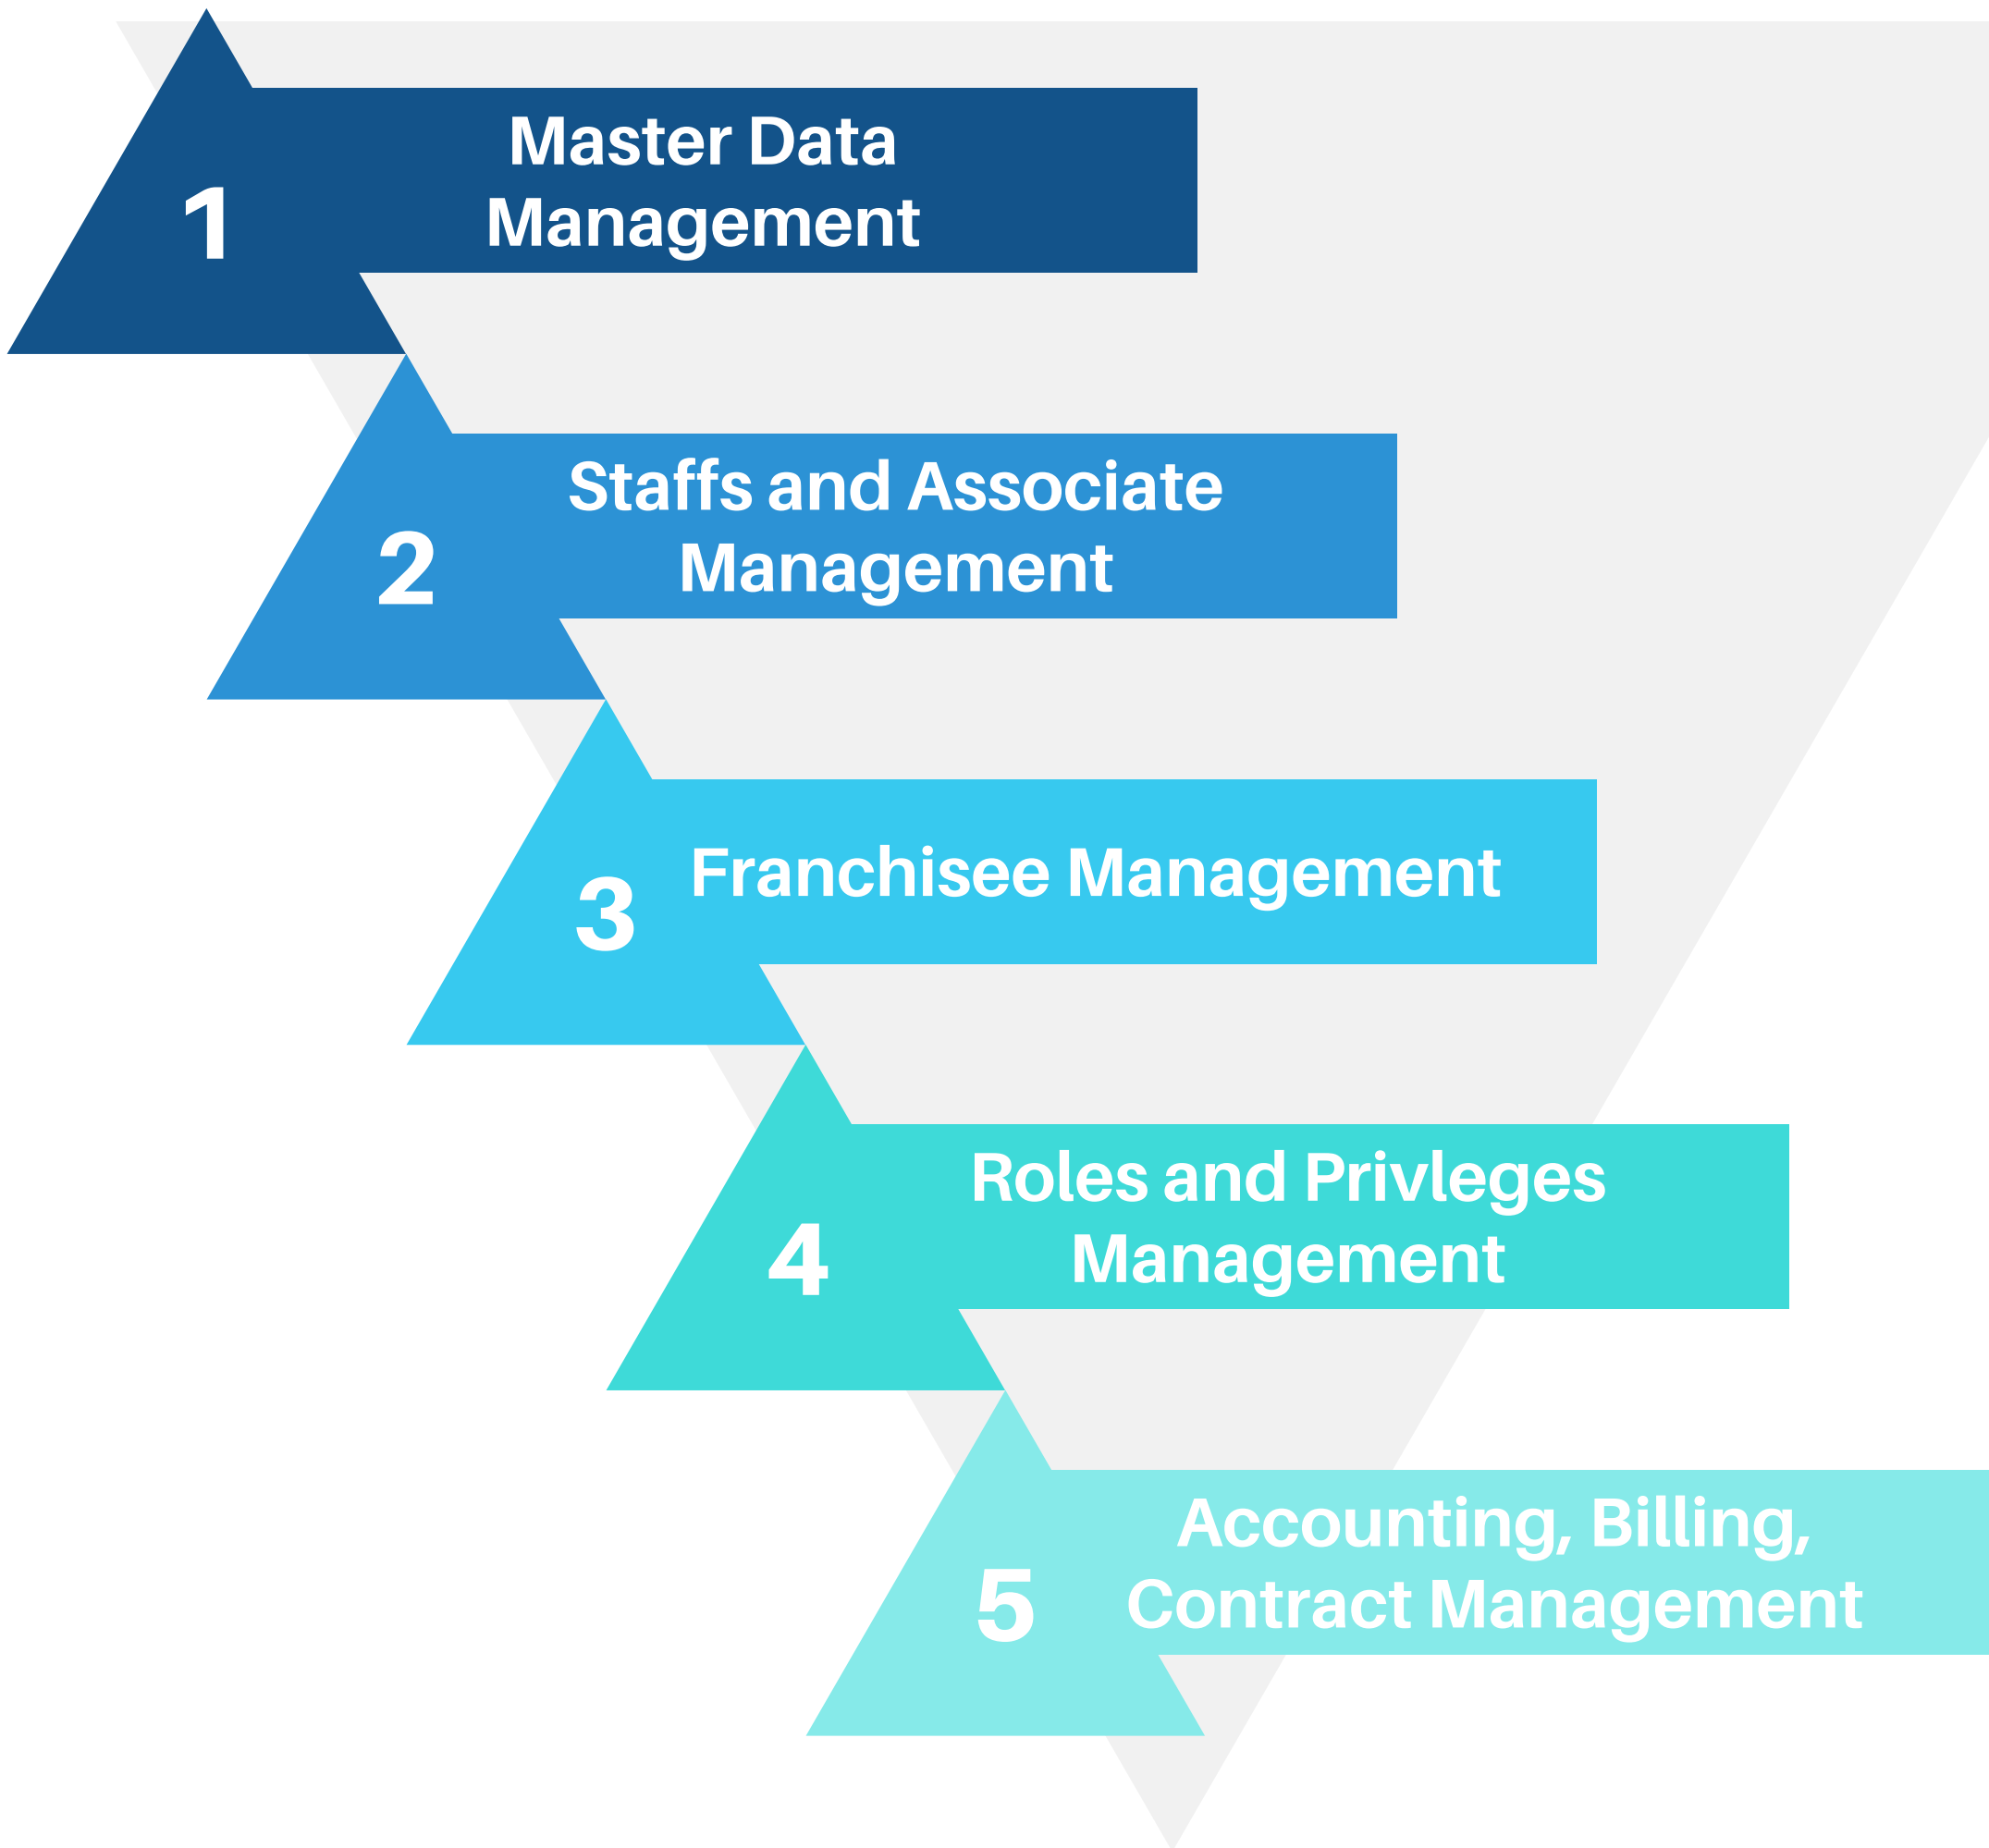 1
Master Data
Management
2
Staffs and Associate
Management
3
Franchisee Management
4
Roles and Privleges
Management
5
Accounting, Billing,
Contract Management